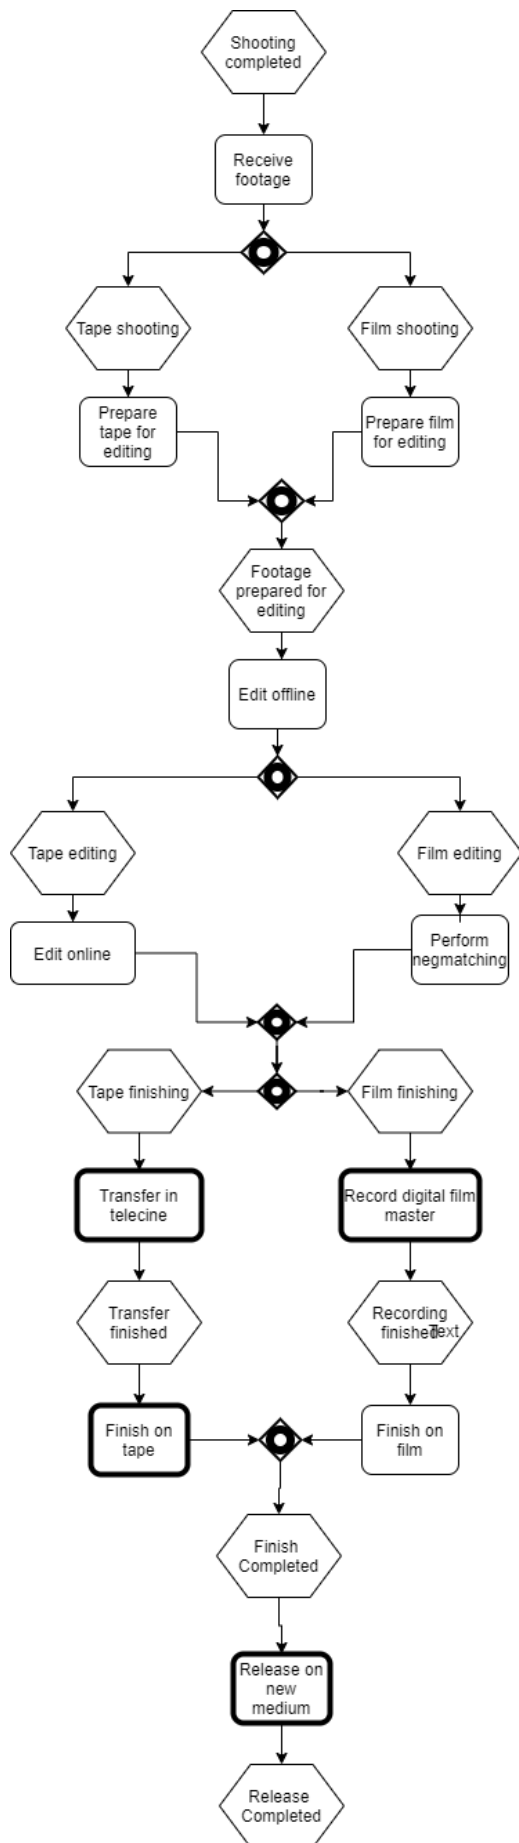 Shooting
completed
Receive
footage
Tape shooting
Film shooting
Prepare
tape for
editing
Prepare film
for editing
Footage
prepared for
editing
Edit offline
Tape editing
Film editing
Edit online
Perform
negmatching
Tape finishing
Film finishing
Transfer in
telecine
Record digital film
master
Transfer
finished
Recording
finished
Text
Finish on
tape
Finish on
film
Finish
Completed
Release on
new
medium
Release
Completed